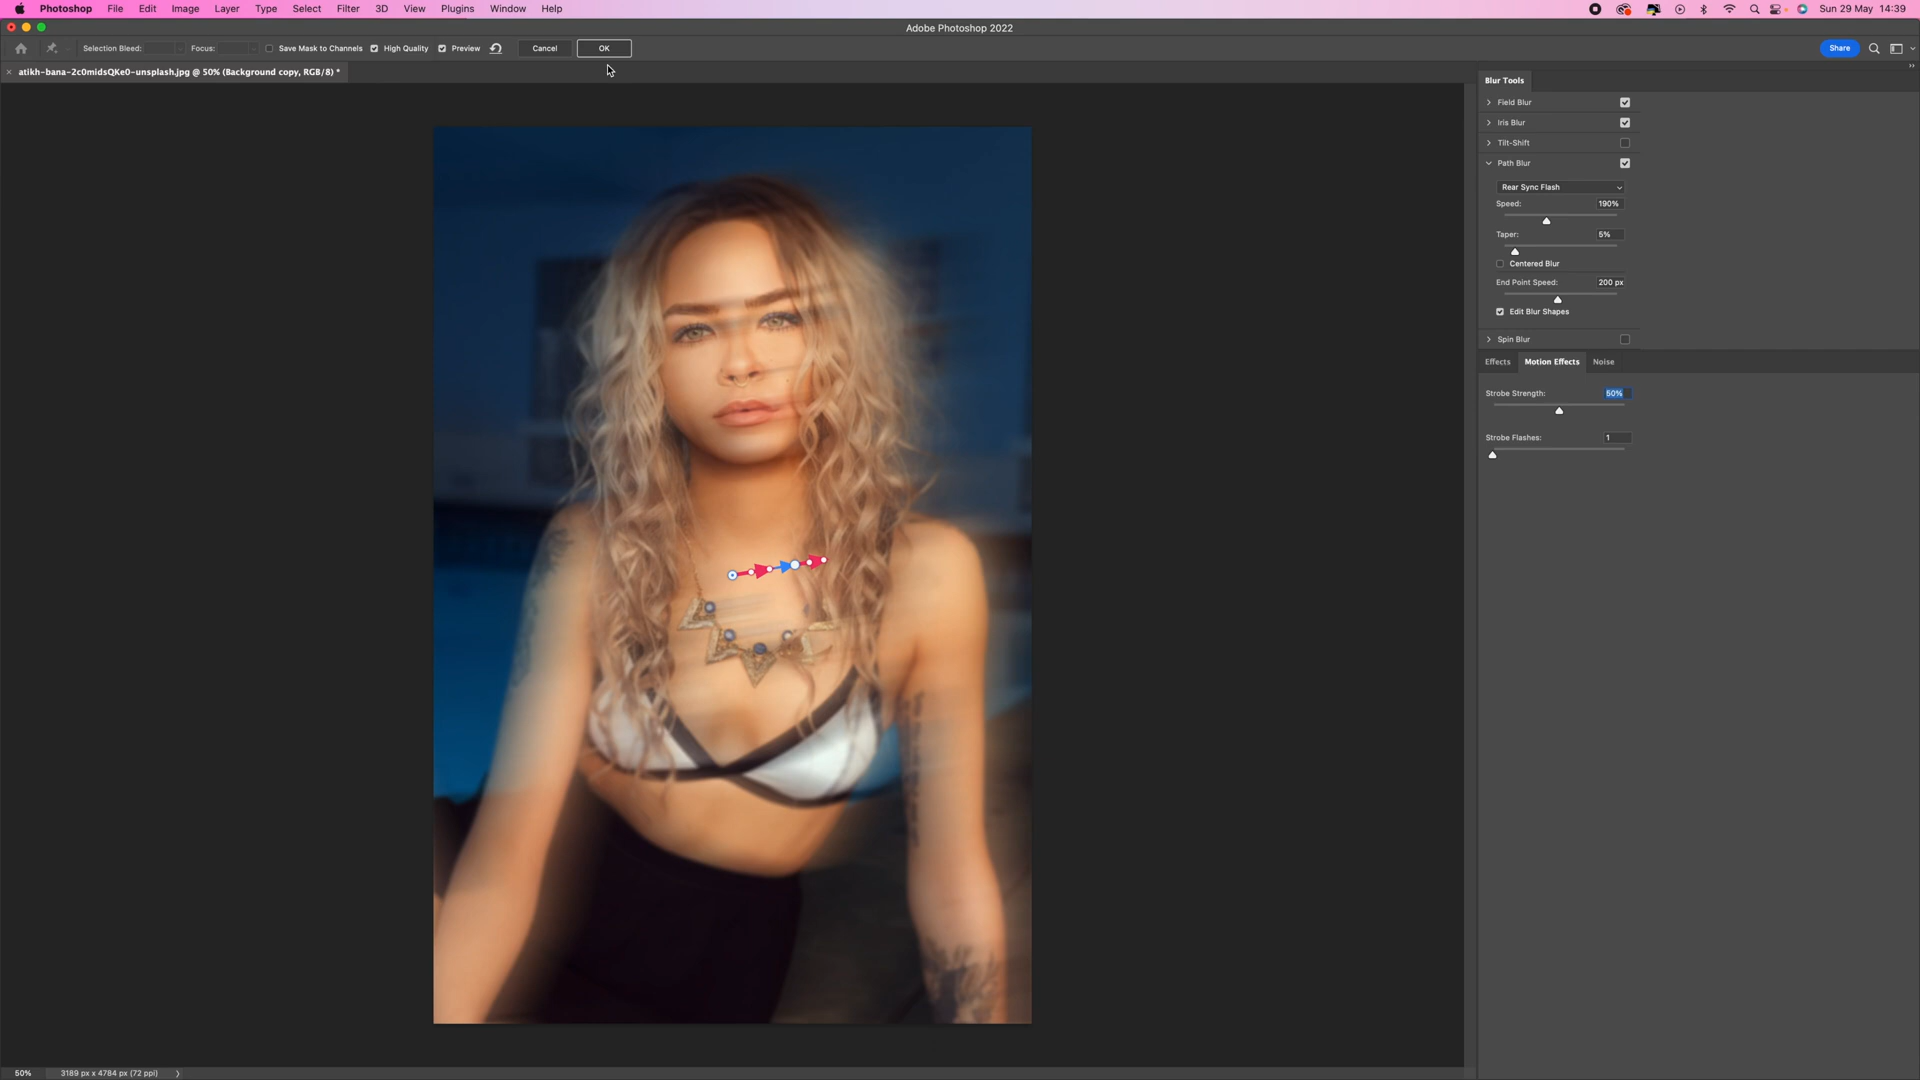 Photoshop File Edit Image Layer Type Select Filter 3D View Plugins Window Help Sun 29 May 14:39
Adobe Photoshop 2022
Selection Bleed: Focus: Save Mask to Channels High Quality Preview Cancel OK Share
atikh-bana-2c0midsQKe0-unsplash.jpg @ 50% (Background copy, RGB/8) *
Blur Tools
Field Blur
Iris Blur
Tilt-Shift
Path Blur
Rear Sync Flash
Speed: 190%
Taper: 5%
Centered Blur
End Point Speed: 200 px
Edit Blur Shapes
Spin Blur
Effects Motion Effects Noise
Strobe Strength: 50%
Strobe Flashes: 1
50% 3189 px x 4784 px (72 ppi)